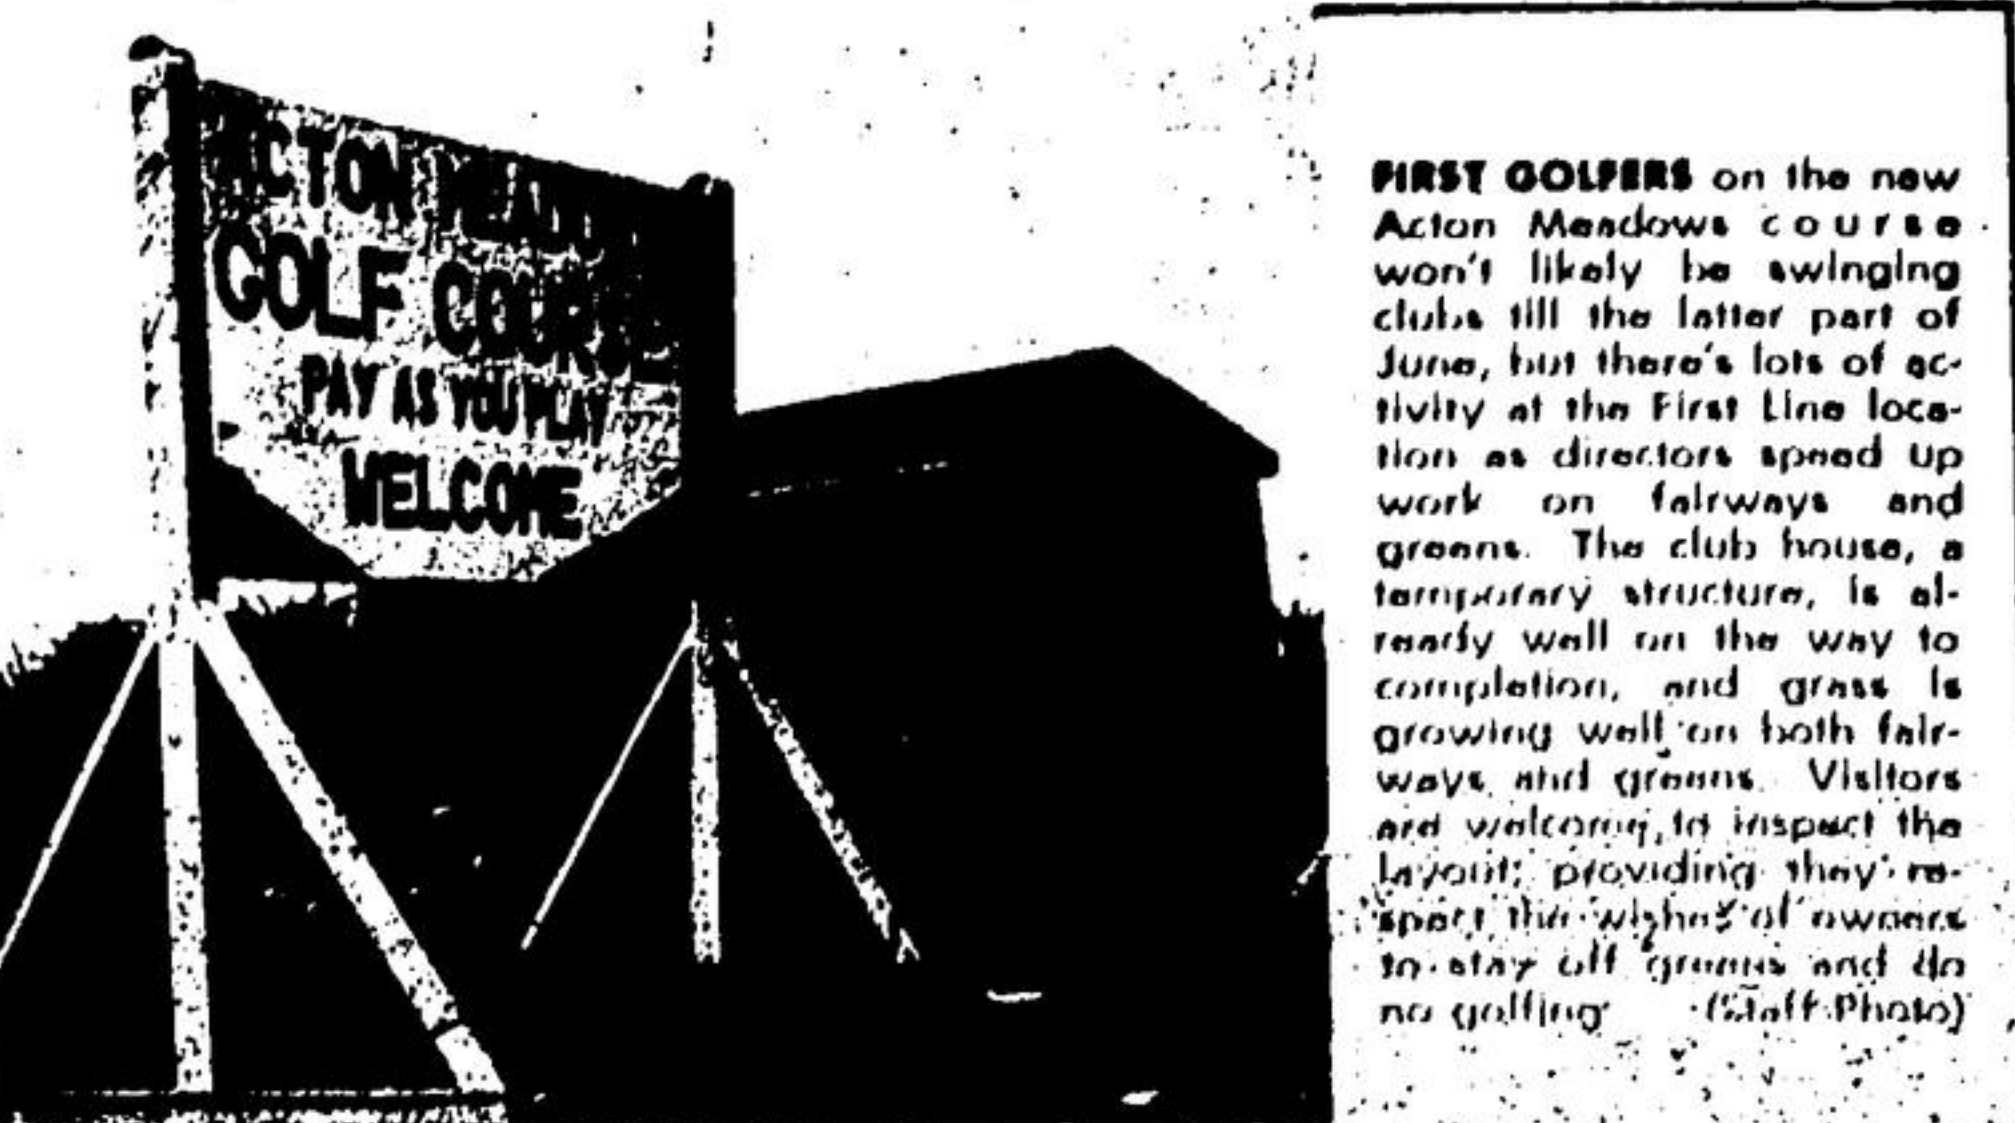 ACTON MEADOWS
GOLF COURSE
PAY AS YOU PLAY
WELCOME
FIRST GOLFERS on the new
Acton Meadows course
won't likely be swinging
clubs till the latter part of
June, but there's lots of ac-
tivity at the First Line loca-
tion as directors speed up
work on fairways and
greens. The club house, a
temporary structure, is al-
ready well on the way to
completion, and grass is
growing well on both fair-
ways and greens. Visitors
are welcome to inspect the
layout, providing they re-
spect the wishes of owners
to stay off greens and do
no golfing (Staff Photo)